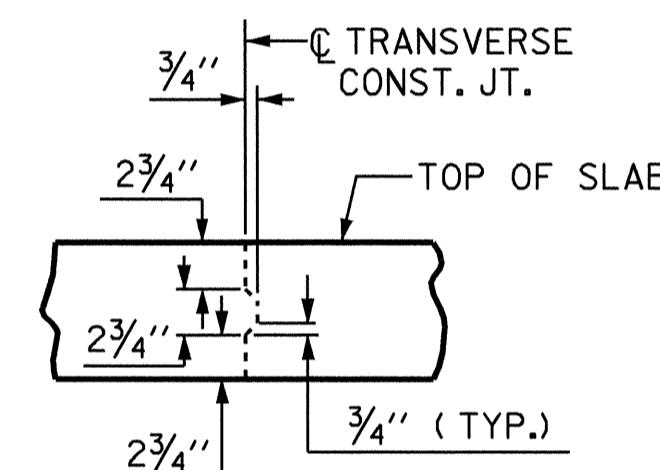 ℄ TRANSVERSE
CONST. JT.
3/4"
2 3/4"
TOP OF SLAB
2 3/4"
3/4" ( TYP.)
2 3/4"